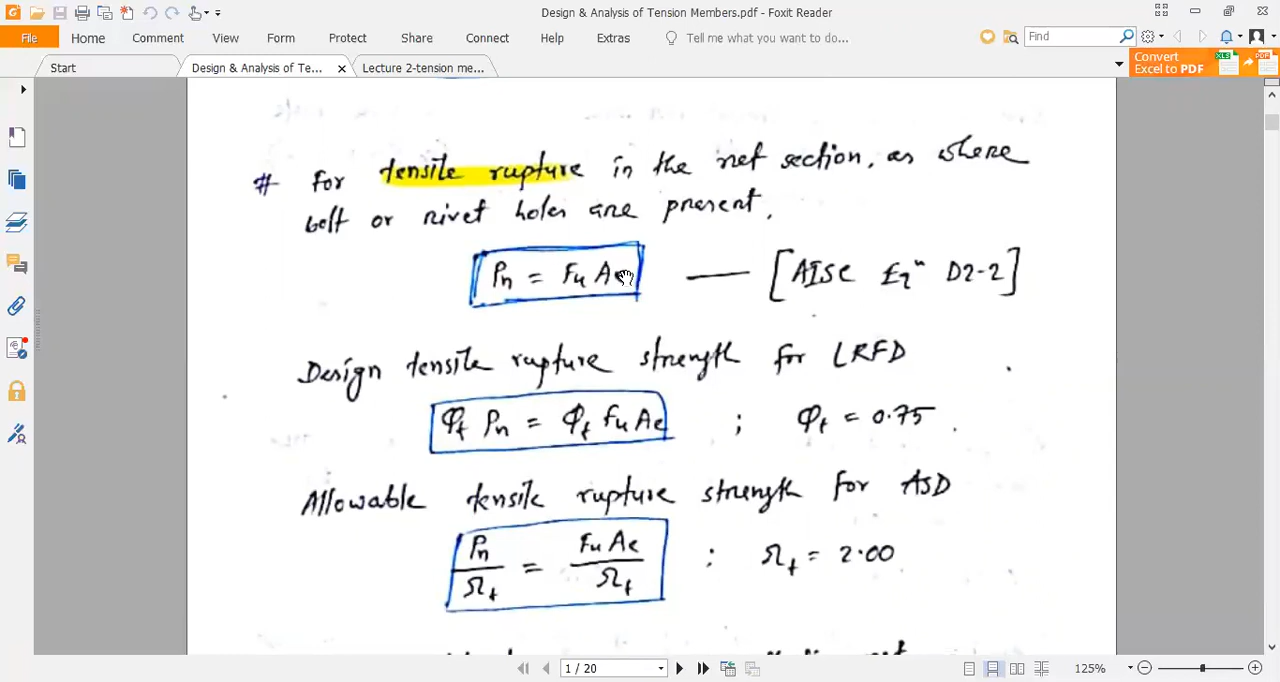 Design & Analysis of Tension Members.pdf - Foxit Reader
File Home Comment View Form Protect Share Connect Help Extras Tell me what you want to do... Find
Start Design & Analysis of Te... Lecture 2-tension me...
Convert
Excel to PDF
# For tensile rupture in the net section, as where
bolt or rivet holes are present,
Pn = Fu Ae — [AISC Eqn D2-2]
Design tensile rupture strength for LRFD
Φt Pn = Φt Fu Ae ; Φt = 0.75
Allowable tensile rupture strength for ASD
Pn/Ωt = Fu Ae/Ωt ; Ωt = 2.00
1 / 20 125%